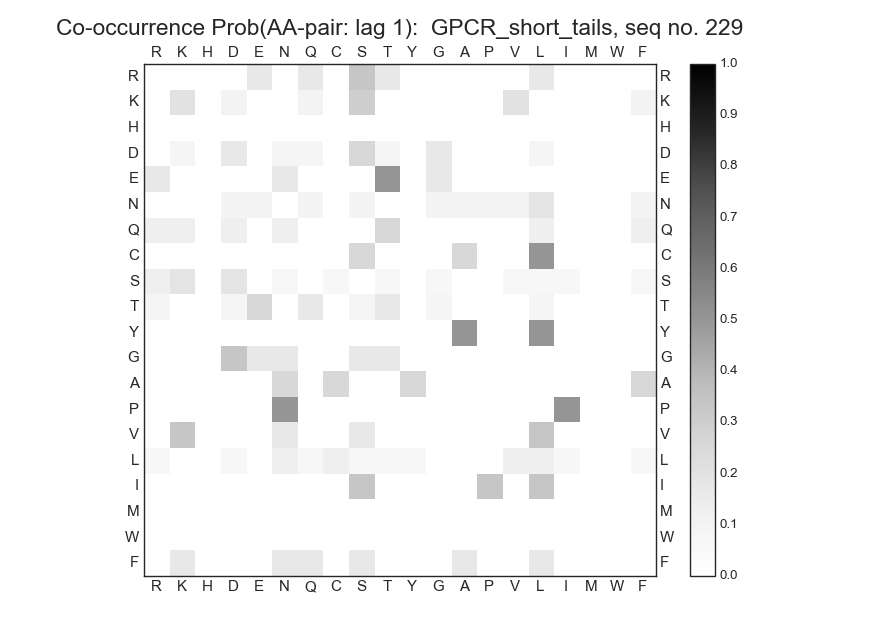 Co-occurrence Prob(AA-pair: lag 1):  GPCR_short_tails, seq no. 229
R K H D E N Q C S T Y G A P V L I M W F
R R
K K
H H
D D
E E
N N
Q Q
C C
S S
T T
Y Y
G G
A A
P P
V V
L L
I I
M M
W W
F F
R K H D E N Q C S T Y G A P V L I M W F
1.0
0.9
0.8
0.7
0.6
0.5
0.4
0.3
0.2
0.1
0.0